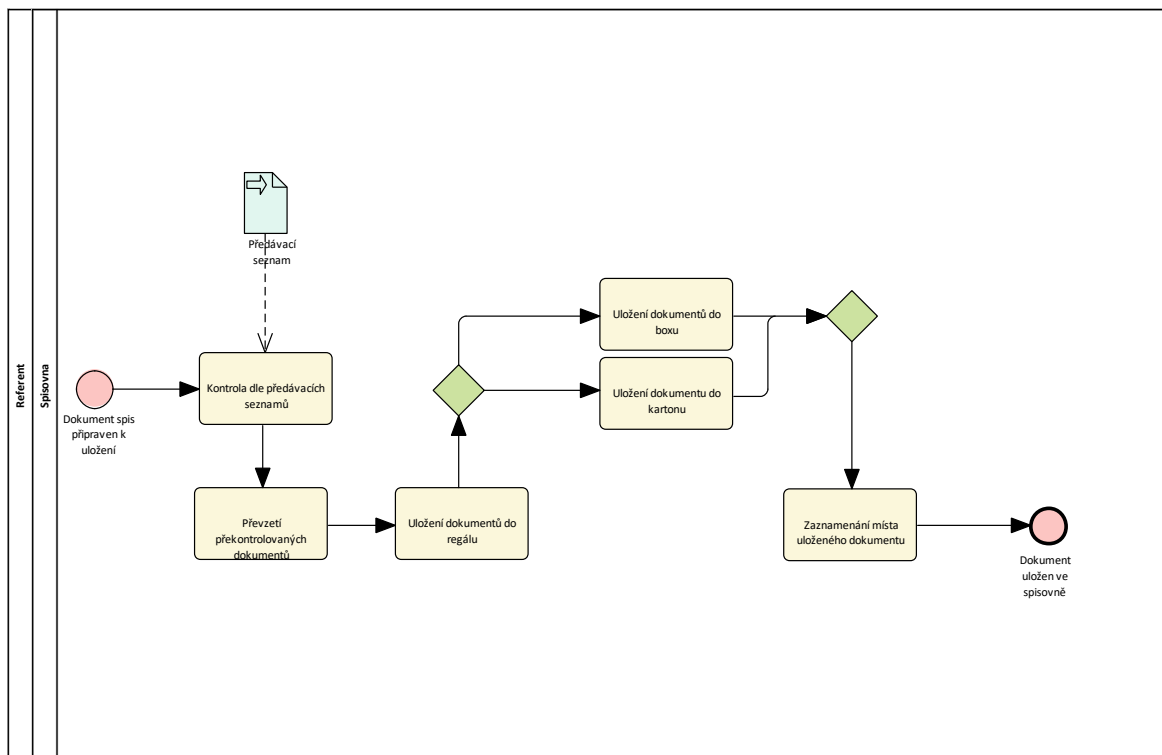 Referent
Spisovna
Předávací
seznam
Uložení dokumentů do
boxu
Kontrola dle předávacích
seznamů
Uložení dokumentu do
kartonu
Dokument spis
připraven k
uložení
Převzetí
překontrolovaných
dokumentů
Uložení dokumentů do
regálu
Zaznamenání místa
uloženého dokumentu
Dokument
uložen ve
spisovně